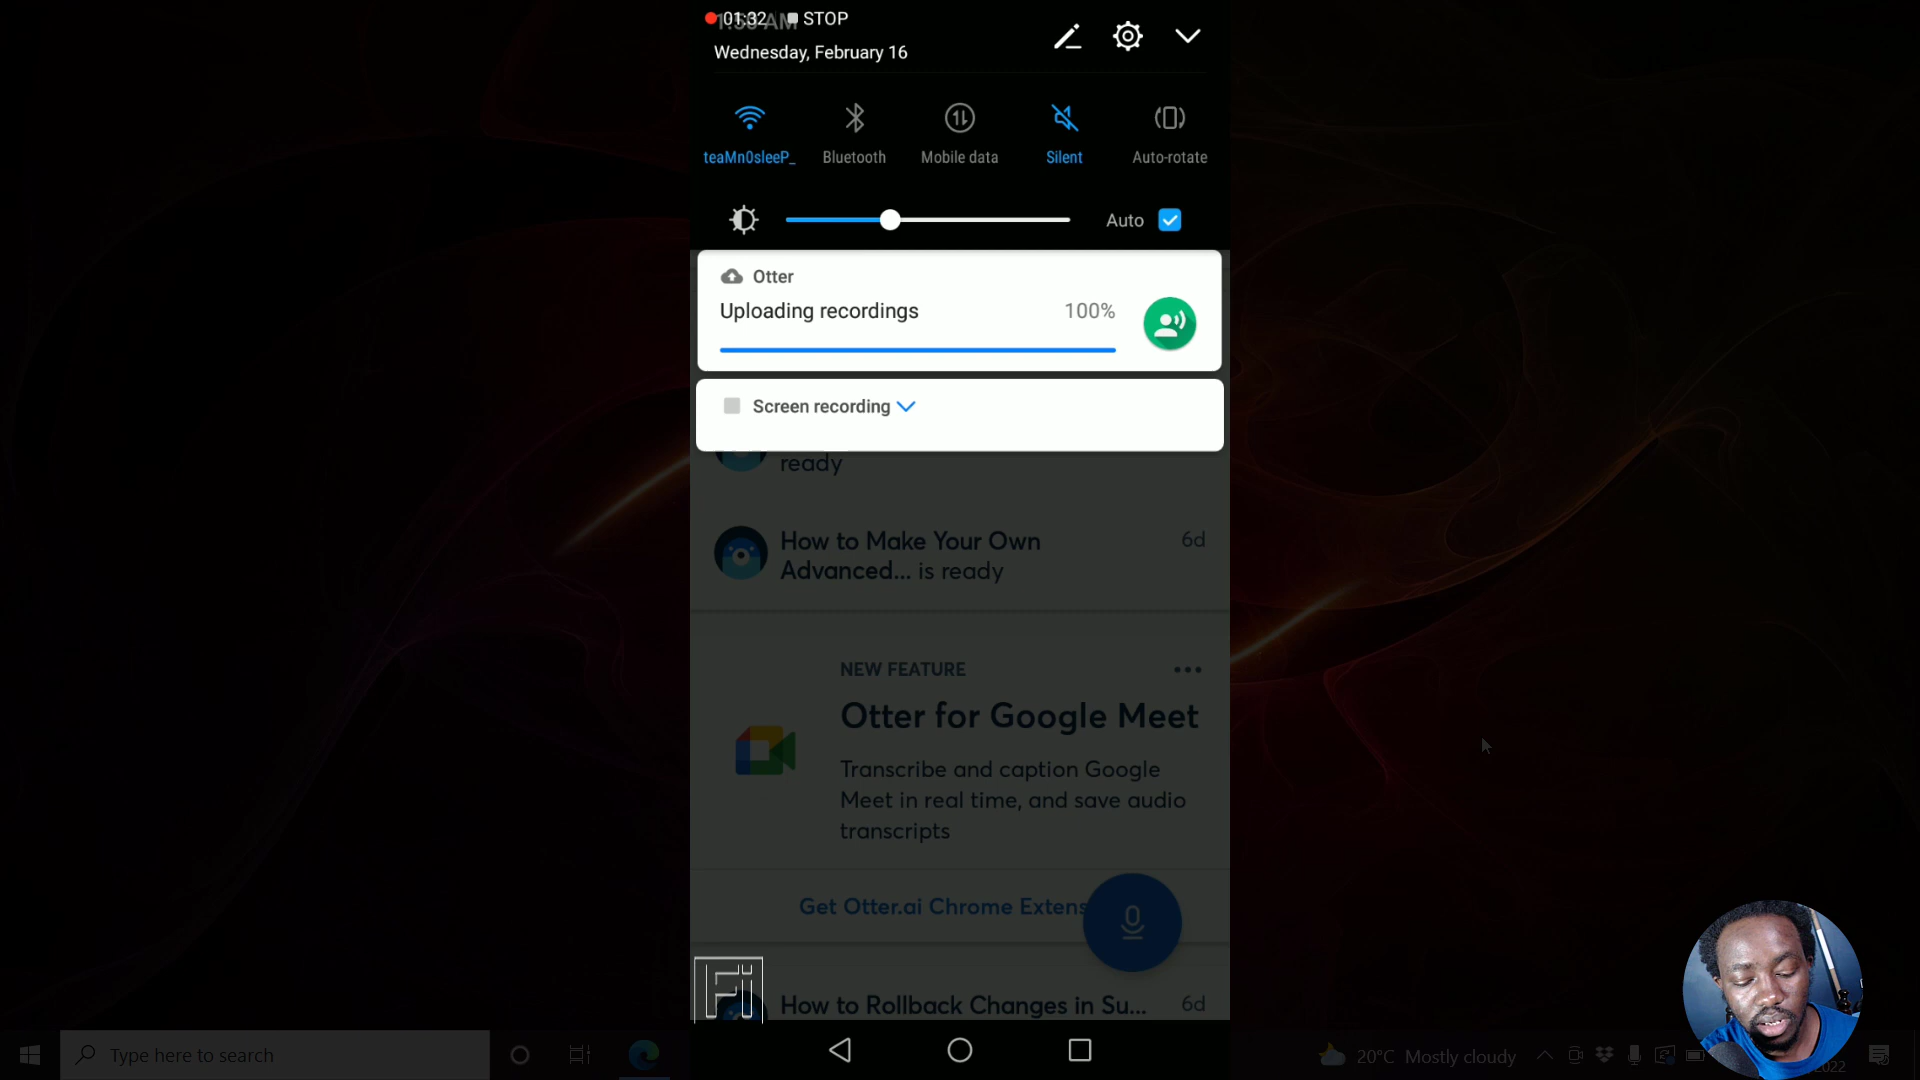 01:32 STOP
Wednesday, February 16
teaMn0sleeP_ Bluetooth Mobile data Silent Auto-rotate
Auto
Otter
Uploading recordings 100%
Screen recording
ready
How to Make Your Own 6d
Advanced... is ready
NEW FEATURE
Otter for Google Meet
Transcribe and caption Google
Meet in real time, and save audio
transcripts
Get Otter.ai Chrome Extens
Fi
How to Rollback Changes in Su... 6d
Type here to search
20°C Mostly cloudy
2022